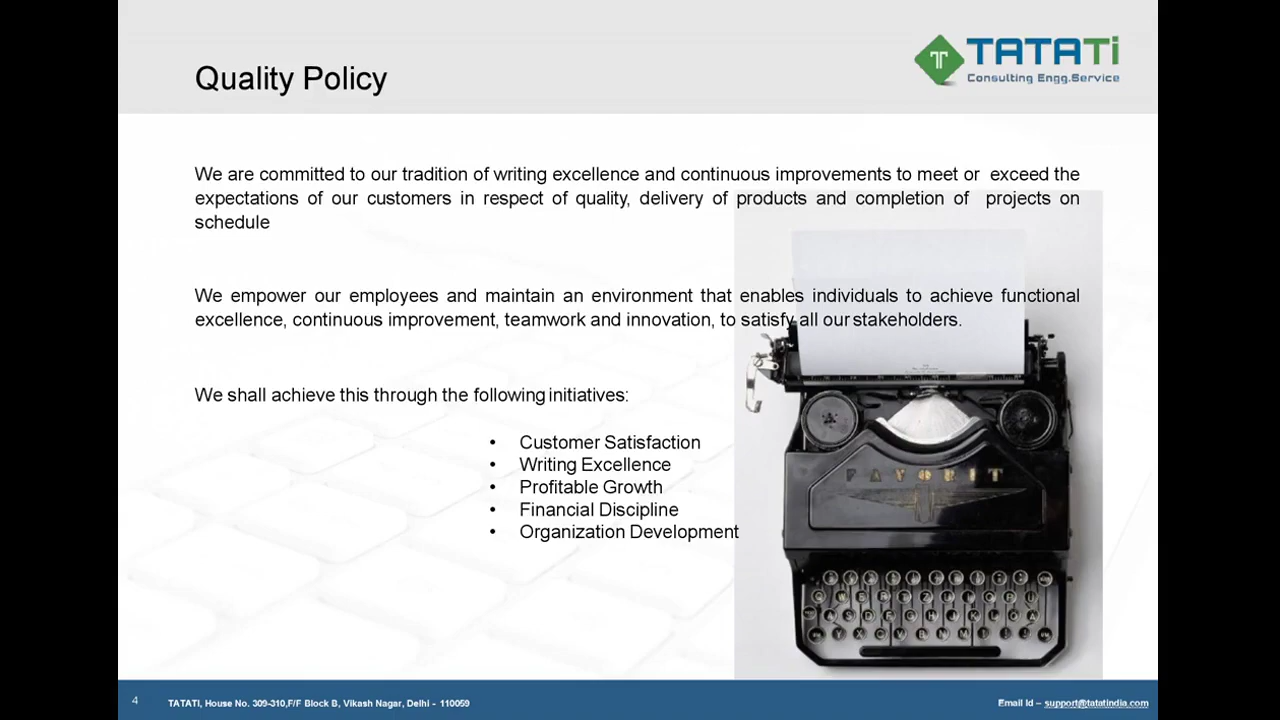 TATATi
Consulting Engg.Service
Quality Policy
We are committed to our tradition of writing excellence and continuous improvements to meet or exceed the
expectations of our customers in respect of quality, delivery of products and completion of projects on
schedule
We empower our employees and maintain an environment that enables individuals to achieve functional
excellence, continuous improvement, teamwork and innovation, to satisfy all our stakeholders.
We shall achieve this through the following initiatives:
• Customer Satisfaction
• Writing Excellence
• Profitable Growth
• Financial Discipline
• Organization Development
FAVORIT
4
TATATI, House No. 309-310,F/F Block B, Vikash Nagar, Delhi - 110059
Email Id – support@tatatindia.com